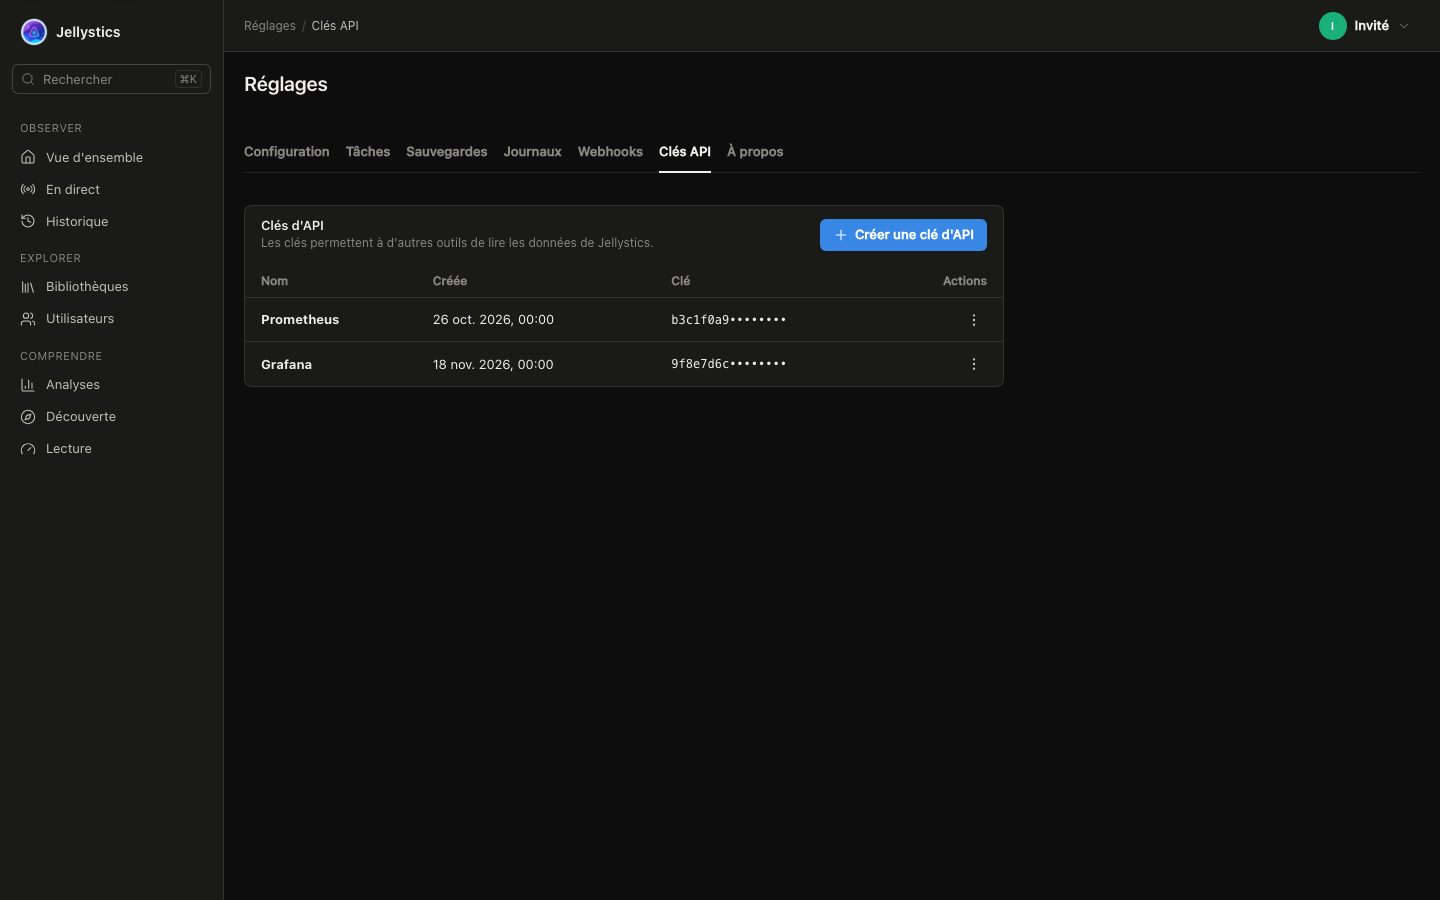 Jellystics
Réglages / Clés API
I Invité
Rechercher ⌘K
Réglages
OBSERVER
Vue d'ensemble
En direct
Historique
EXPLORER
Bibliothèques
Utilisateurs
COMPRENDRE
Analyses
Découverte
Lecture
Configuration Tâches Sauvegardes Journaux Webhooks Clés API À propos
Clés d'API
Les clés permettent à d'autres outils de lire les données de Jellystics.
Créer une clé d'API
Nom Créée Clé Actions
Prometheus 26 oct. 2026, 00:00 b3c1f0a9••••••••
Grafana 18 nov. 2026, 00:00 9f8e7d6c••••••••